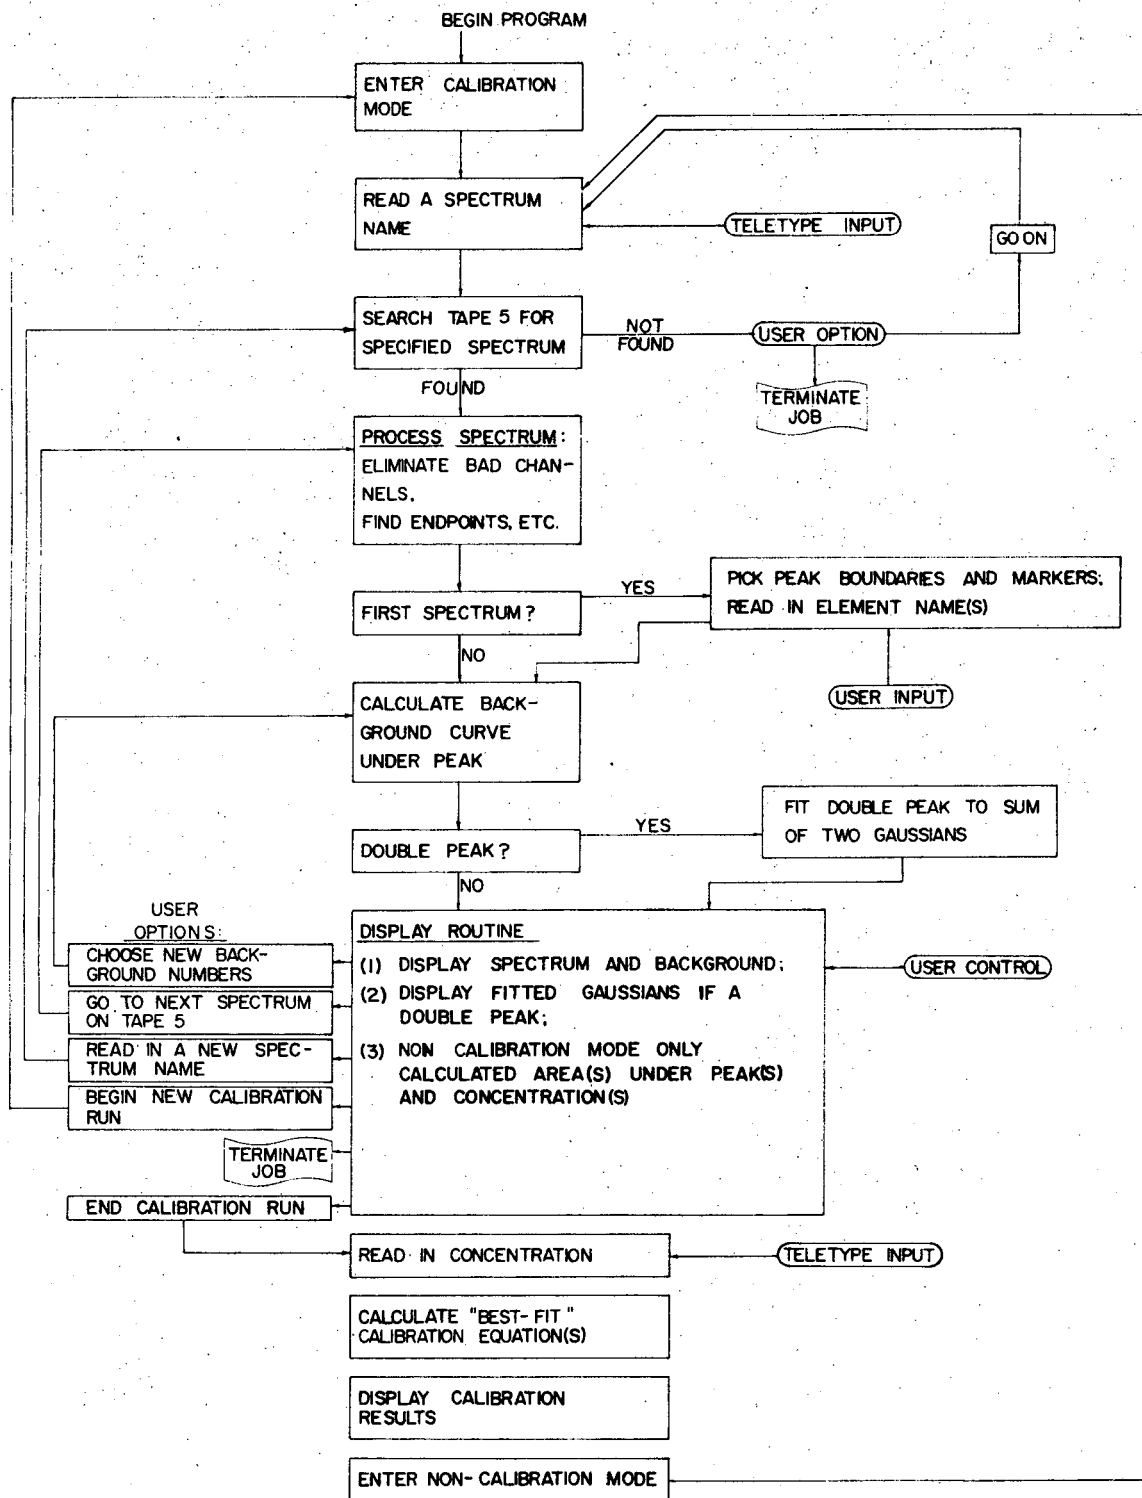 BEGIN PROGRAM
ENTER CALIBRATION
MODE
READ A SPECTRUM
NAME
TELETYPE INPUT
GO ON
SEARCH TAPE 5 FOR
SPECIFIED SPECTRUM
NOT
FOUND
USER OPTION
FOUND
TERMINATE
JOB
PROCESS SPECTRUM:
ELIMINATE BAD CHAN-
NELS,
FIND ENDPOINTS, ETC.
FIRST SPECTRUM?
YES
PICK PEAK BOUNDARIES AND MARKERS;
READ IN ELEMENT NAME(S)
NO
USER INPUT
CALCULATE BACK-
GROUND CURVE
UNDER PEAK
DOUBLE PEAK?
YES
FIT DOUBLE PEAK TO SUM
OF TWO GAUSSIANS
NO
USER
OPTIONS:
CHOOSE NEW BACK-
GROUND NUMBERS
GO TO NEXT SPECTRUM
ON TAPE 5
READ IN A NEW SPEC-
TRUM NAME
BEGIN NEW CALIBRATION
RUN
TERMINATE
JOB
END CALIBRATION RUN
DISPLAY ROUTINE
(1) DISPLAY SPECTRUM AND BACKGROUND;
(2) DISPLAY FITTED GAUSSIANS IF A
DOUBLE PEAK;
(3) NON CALIBRATION MODE ONLY
CALCULATED AREA(S) UNDER PEAK(S)
AND CONCENTRATION(S)
USER CONTROL
READ IN CONCENTRATION
TELETYPE INPUT
CALCULATE "BEST-FIT"
CALIBRATION EQUATION(S)
DISPLAY CALIBRATION
RESULTS
ENTER NON-CALIBRATION MODE